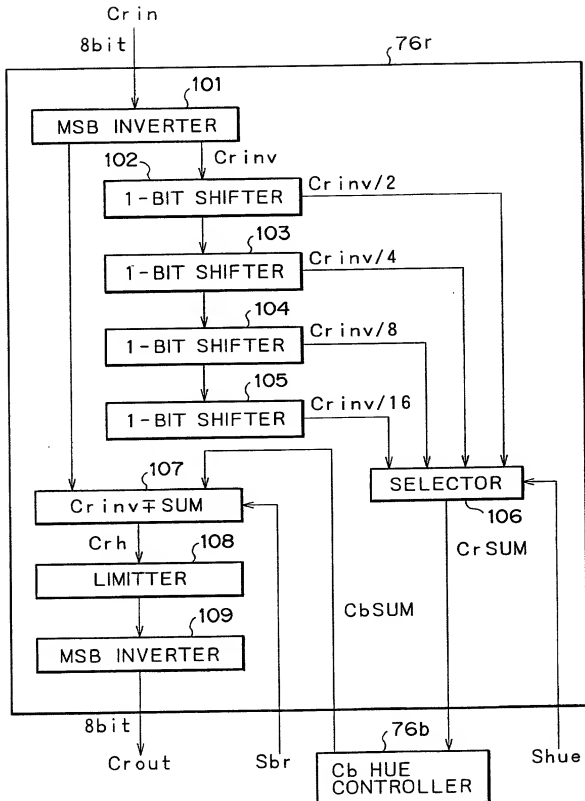 Crin
8bit
76r
101
MSB INVERTER
Crinv
102
1-BIT SHIFTER
Crinv/2
103
1-BIT SHIFTER
Crinv/4
104
1-BIT SHIFTER
Crinv/8
105
1-BIT SHIFTER
Crinv/16
107
Crinv∓SUM
SELECTOR
106
Crh
108
LIMITTER
CrSUM
CbSUM
109
MSB INVERTER
8bit
76b
Crout
Sbr
Cb HUE
CONTROLLER
Shue